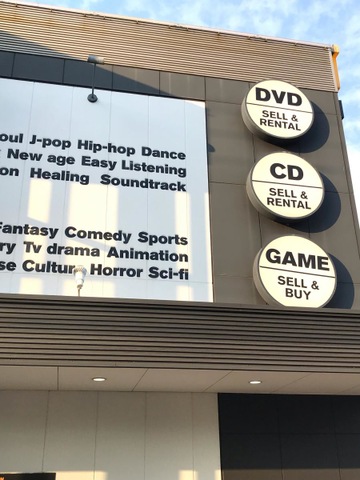 oul J-pop Hip-hop Dance
New age Easy Listening
on Healing Soundtrack
Fantasy Comedy Sports
ry Tv drama Animation
se Cultur Horror Sci-fi
DVD
SELL &
RENTAL
CD
SELL &
RENTAL
GAME
SELL &
BUY